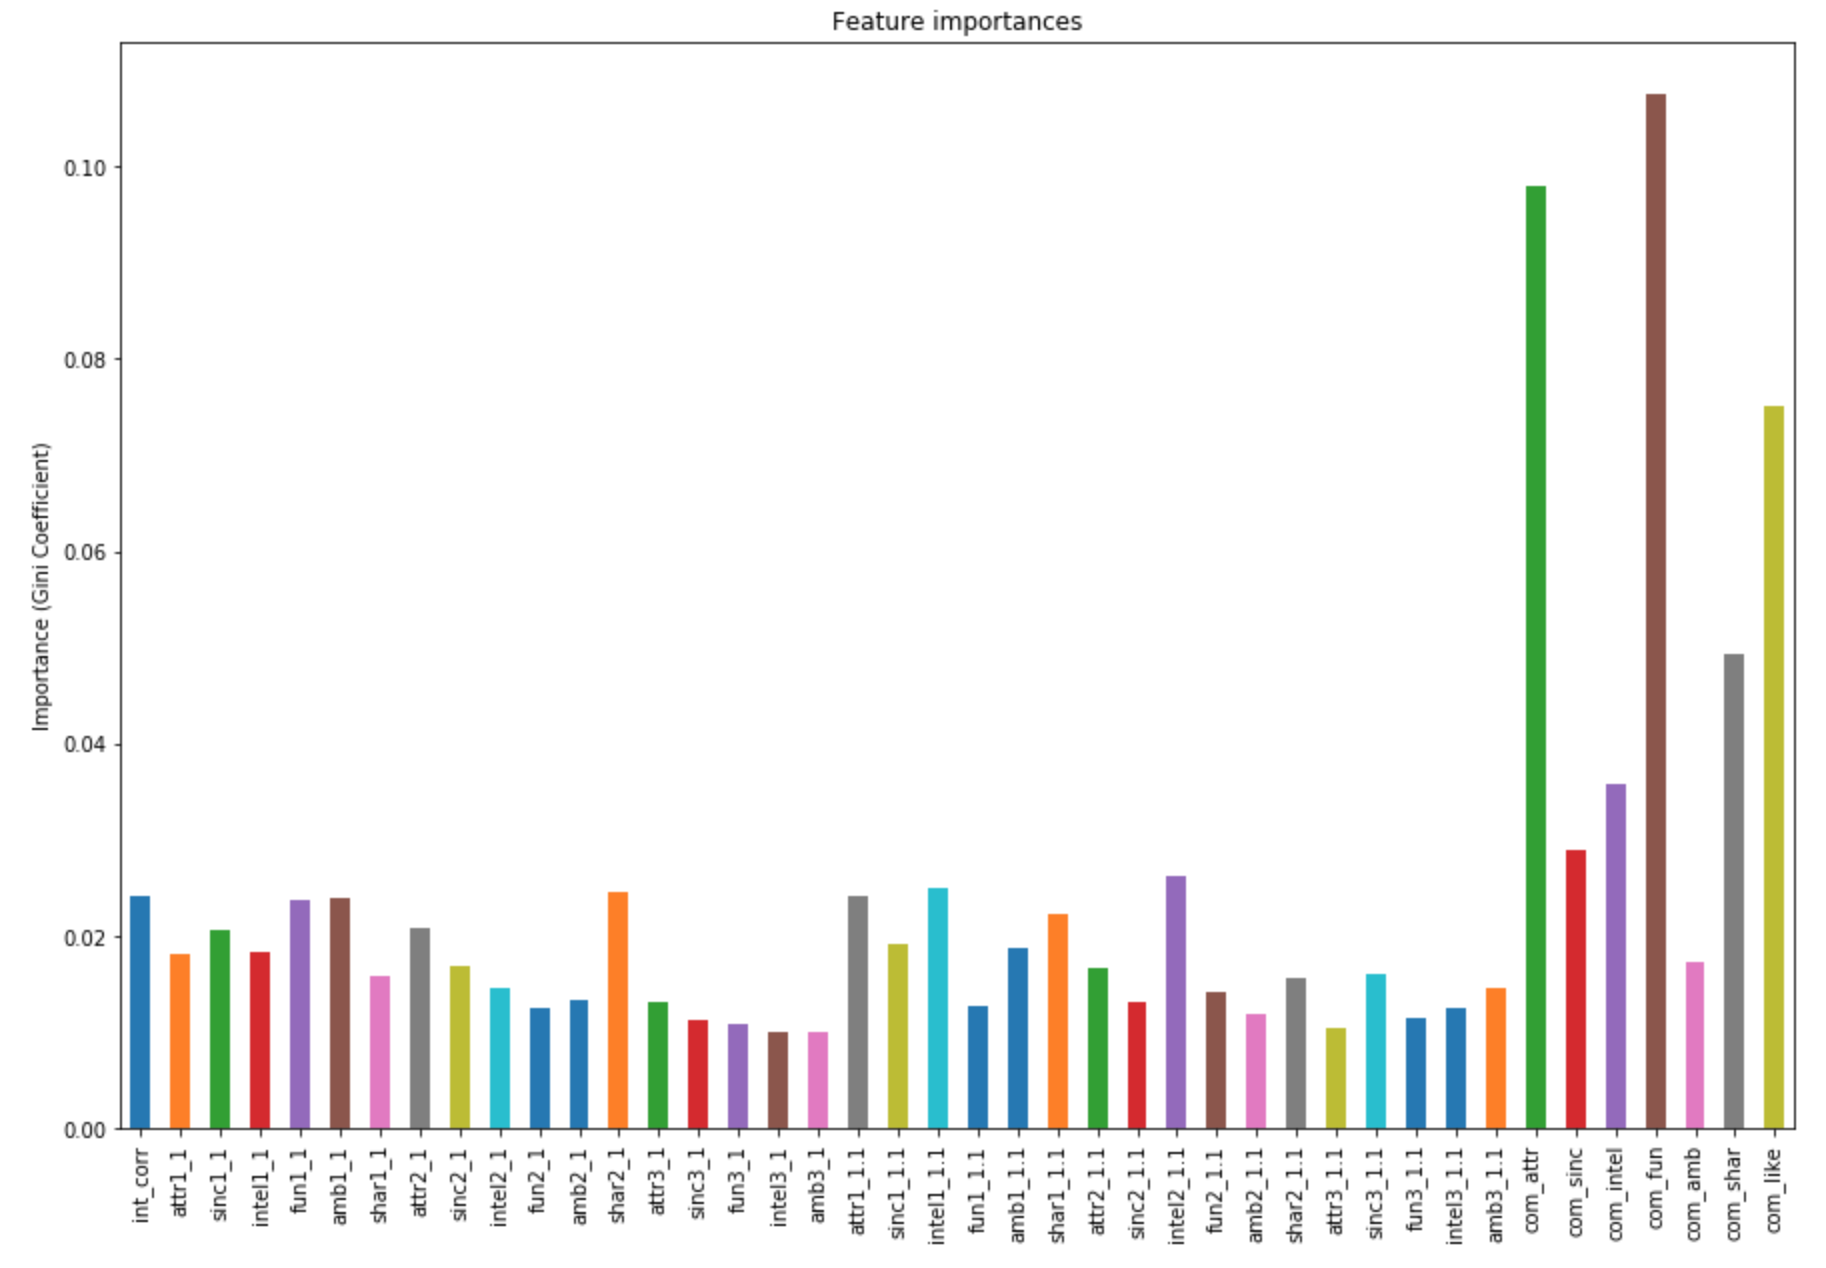 Feature importances
Importance (Gini Coefficient)
0.10
0.08
0.06
0.04
0.02
0.00
int_corr
attr1_1
sinc1_1
intel1_1
fun1_1
amb1_1
shar1_1
attr2_1
sinc2_1
intel2_1
fun2_1
amb2_1
shar2_1
attr3_1
sinc3_1
fun3_1
intel3_1
amb3_1
attr1_1.1
sinc1_1.1
intel1_1.1
fun1_1.1
amb1_1.1
shar1_1.1
attr2_1.1
sinc2_1.1
intel2_1.1
fun2_1.1
amb2_1.1
shar2_1.1
attr3_1.1
sinc3_1.1
fun3_1.1
intel3_1.1
amb3_1.1
com_attr
com_sinc
com_intel
com_fun
com_amb
com_shar
com_like